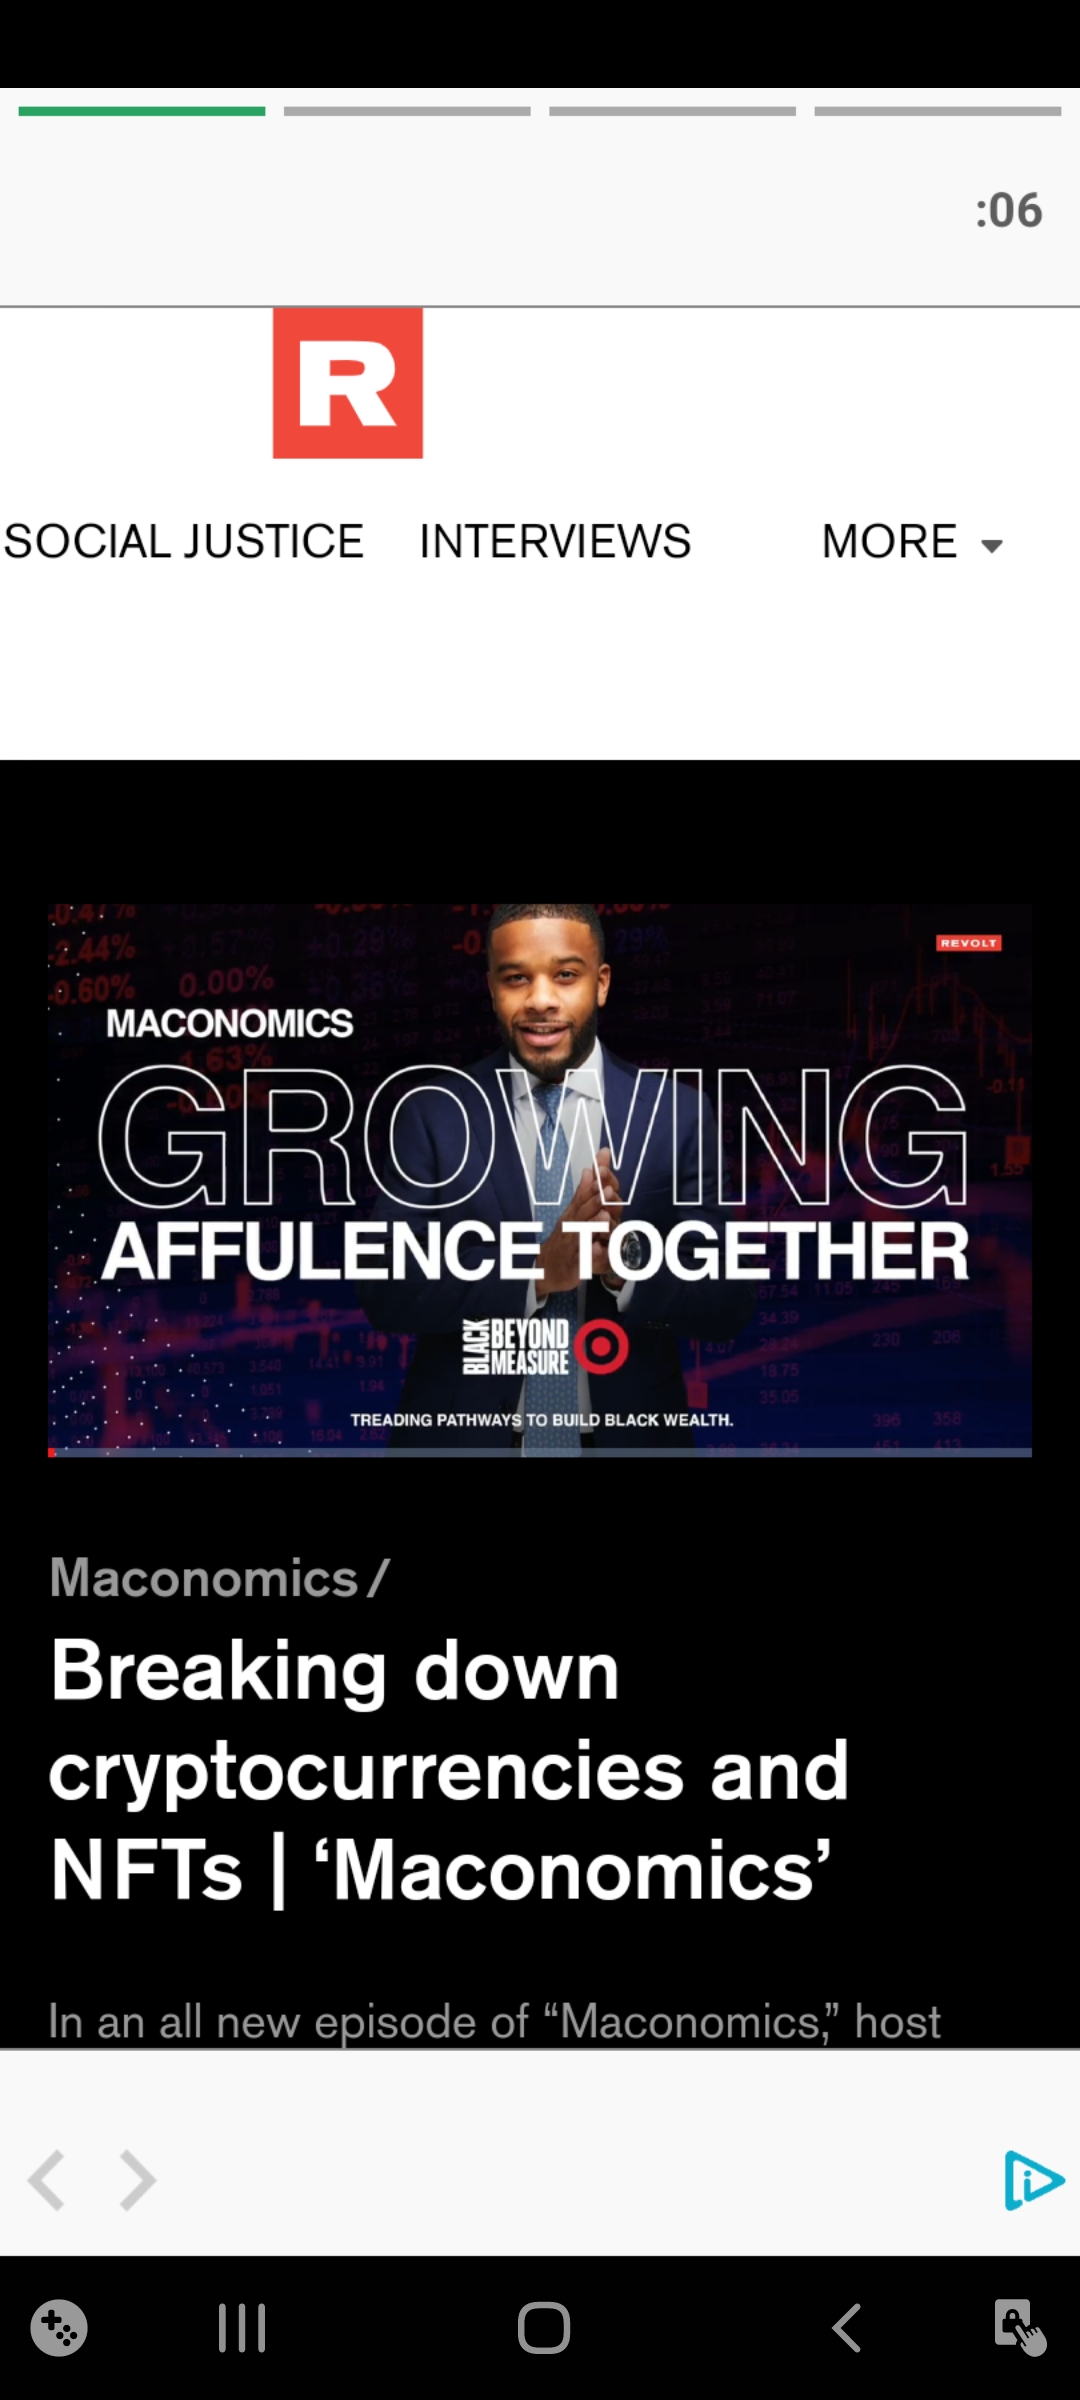 :06
R
SOCIAL JUSTICE INTERVIEWS MORE
REVOLT
MACONOMICS
GROWING
AFFULENCE TOGETHER
BLACK
BEYOND
MEASURE
TREADING PATHWAYS TO BUILD BLACK WEALTH.
Maconomics /
Breaking down
cryptocurrencies and
NFTs | ‘Maconomics’
In an all new episode of “Maconomics,” host